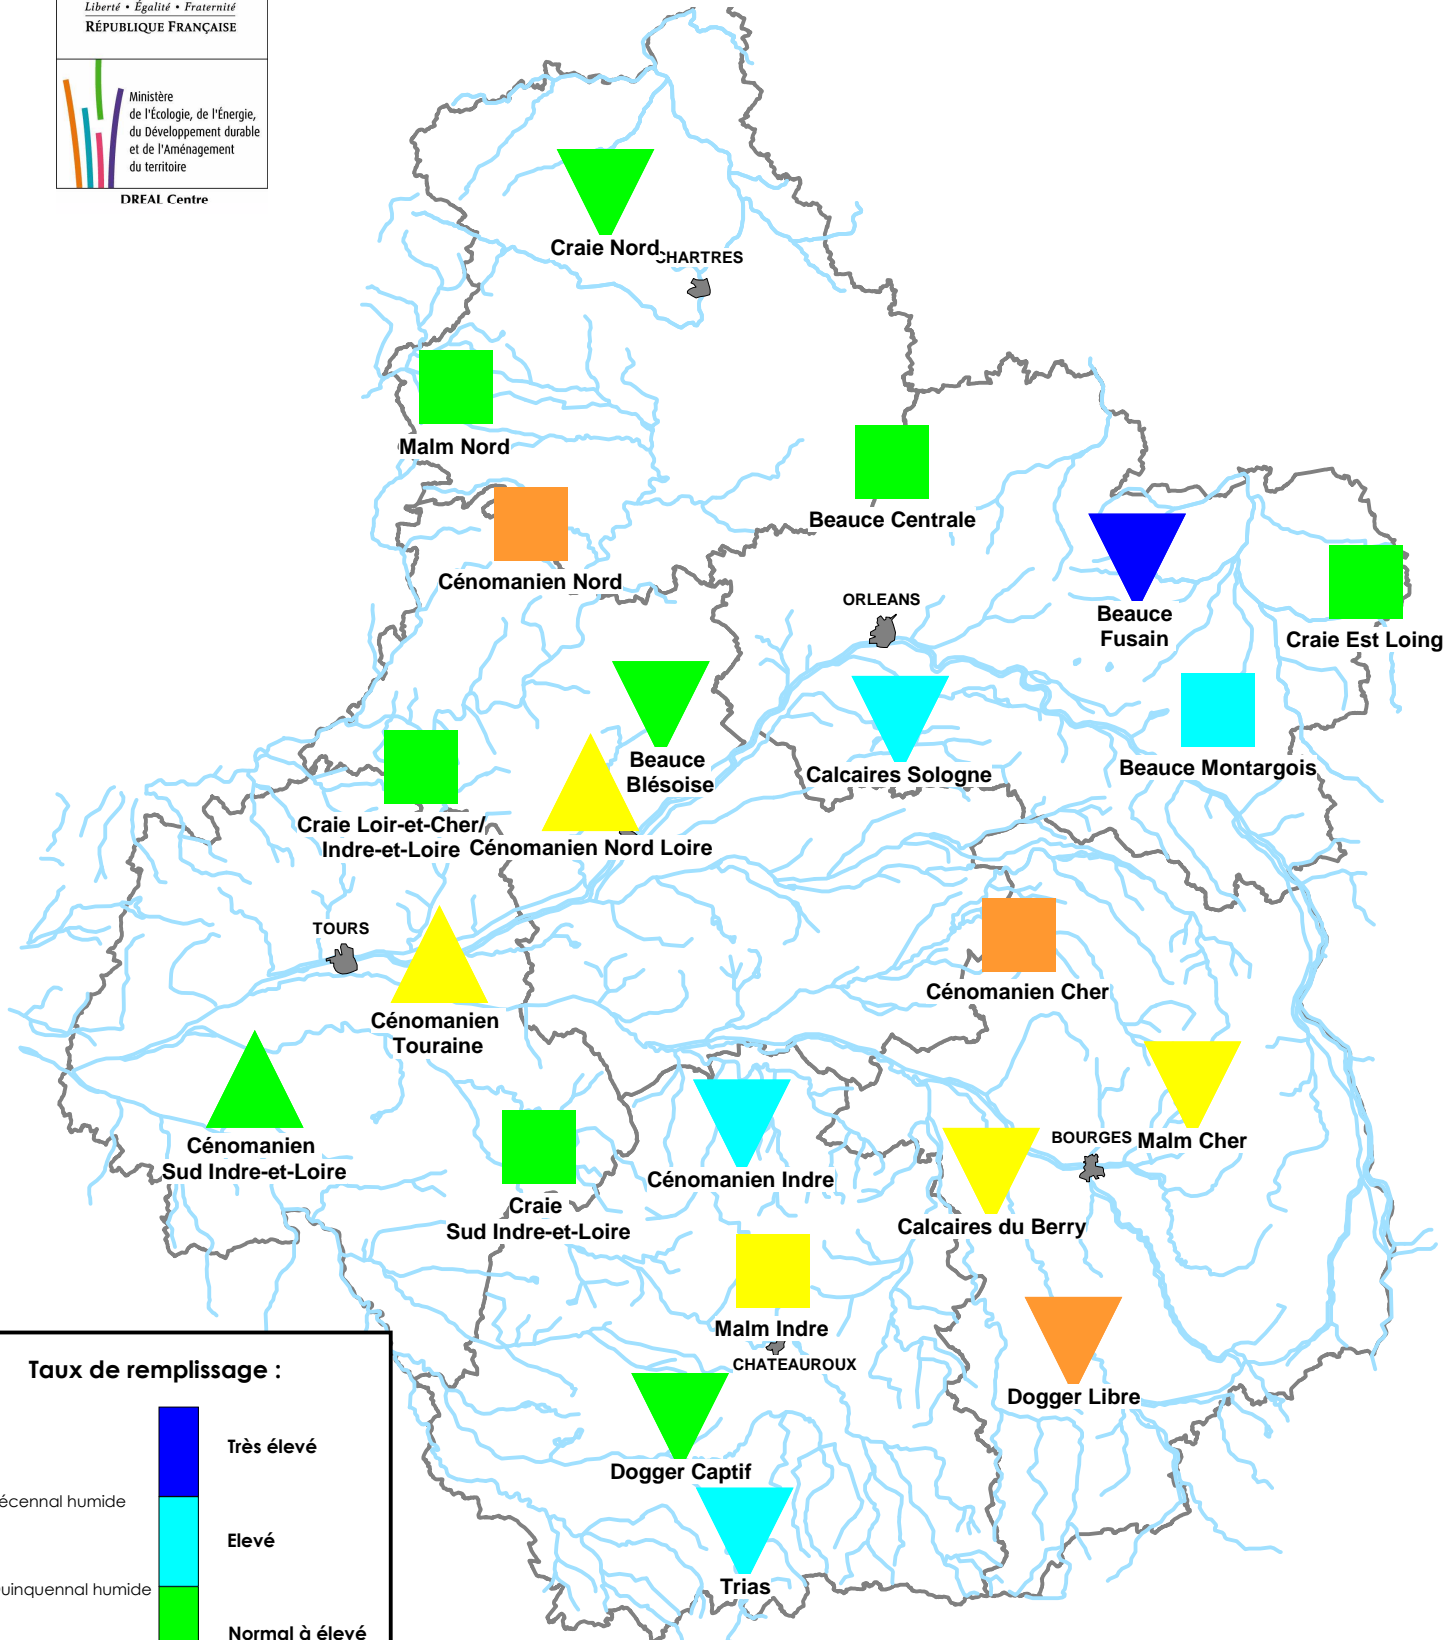 Liberté • Égalité • Fraternité
RÉPUBLIQUE FRANÇAISE
Ministère
de l'Écologie, de l'Énergie,
du Développement durable
et de l'Aménagement
du territoire
DREAL Centre
Craie Nord
CHARTRES
Malm Nord
Beauce Centrale
Cénomanien Nord
ORLEANS
Beauce
Fusain
Craie Est Loing
Beauce
Blésoise
Calcaires Sologne
Beauce Montargois
Craie Loir-et-Cher/
Indre-et-Loire
Cénomanien Nord Loire
TOURS
Cénomanien Cher
Cénomanien
Touraine
Cénomanien
Sud Indre-et-Loire
BOURGES
Malm Cher
Cénomanien Indre
Craie
Sud Indre-et-Loire
Calcaires du Berry
Malm Indre
CHATEAUROUX
Dogger Libre
Dogger Captif
Trias
Taux de remplissage :
Très élevé
écennal humide
Elevé
uinquennal humide
Normal à élevé